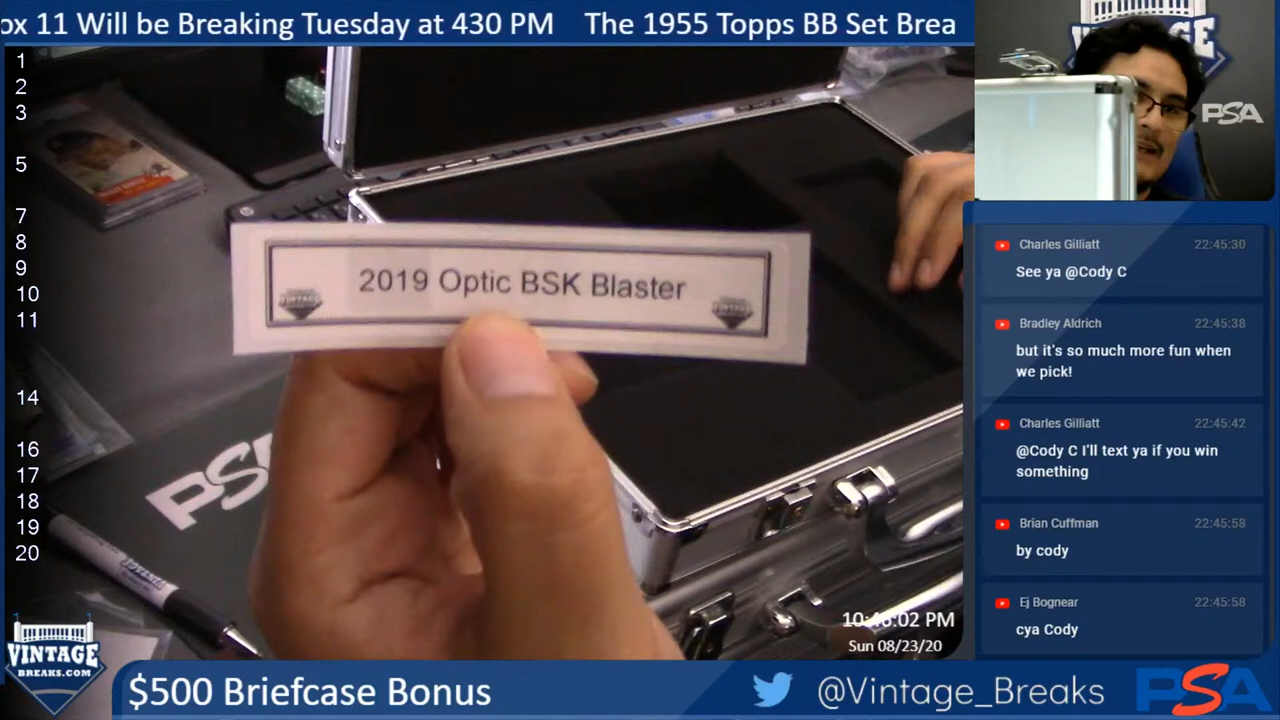 ox 11 Will be Breaking Tuesday at 430 PM The 1955 Topps BB Set Brea
1
2
3
5
7
8
9
10
11
14
16
17
18
19
20
2019 Optic BSK Blaster
VINTAGE
VINTAGE
PSA
VINTAGE
PSA
Charles Gilliatt 22:45:30
See ya @Cody C
Bradley Aldrich 22:45:38
but it's so much more fun when
we pick!
Charles Gilliatt 22:45:42
@Cody C I'll text ya if you win
something
Brian Cuffman 22:45:58
by cody
Ej Bognear 22:45:58
cya Cody
Sun 08/23/20
VINTAGE
BREAKS.COM
$500 Briefcase Bonus
@Vintage_Breaks
PSA